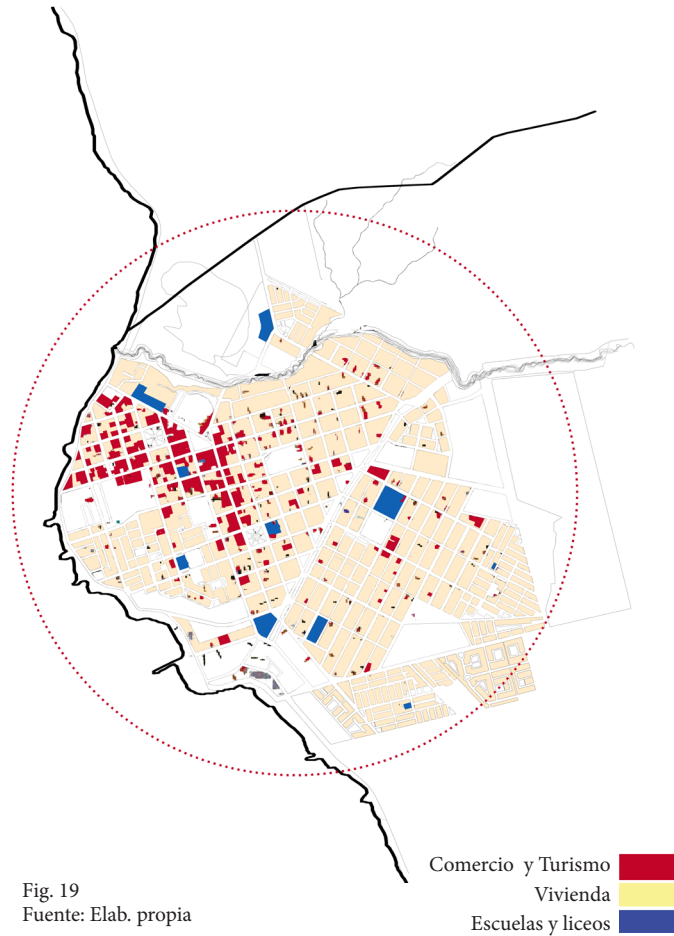 Fig. 19
Fuente: Elab. propia
Comercio y Turismo
Vivienda
Escuelas y liceos